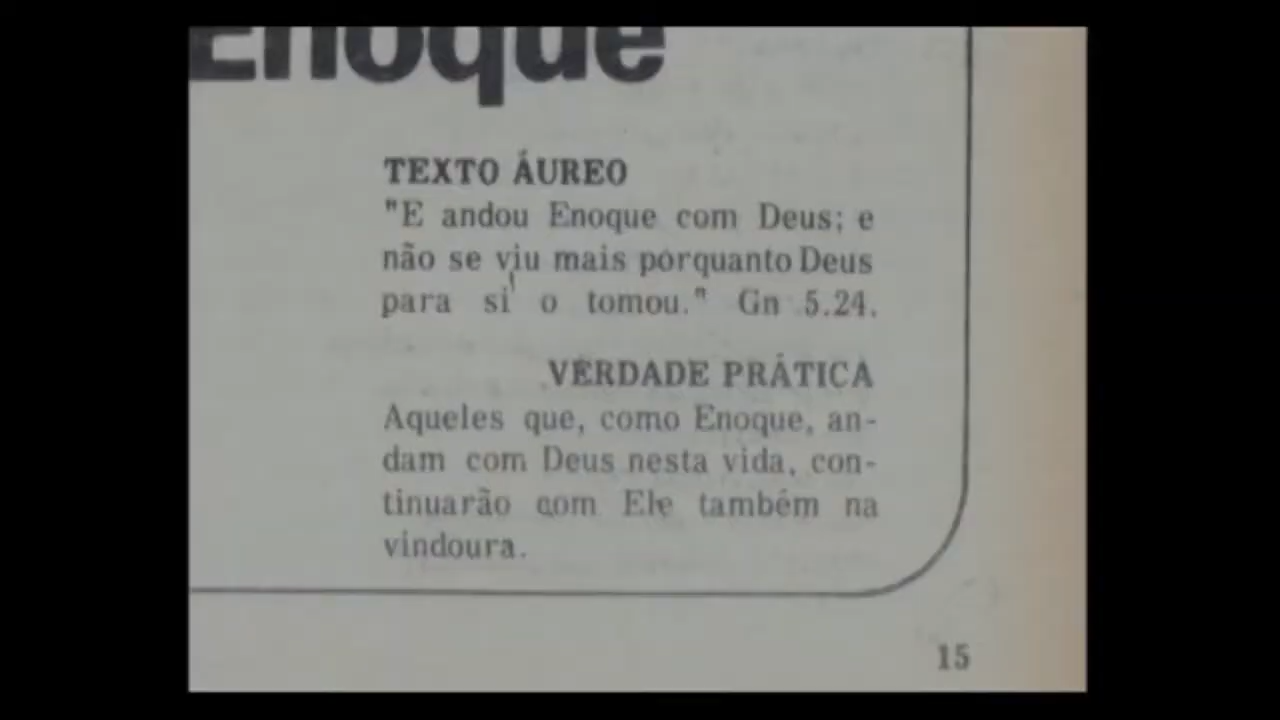 Enoque
TEXTO ÁUREO
"E andou Enoque com Deus; e
não se viu mais porquanto Deus
para si o tomou." Gn 5.24.
VERDADE PRÁTICA
Aqueles que, como Enoque, an-
dam com Deus nesta vida, con-
tinuarão com Ele também na
vindoura.
15